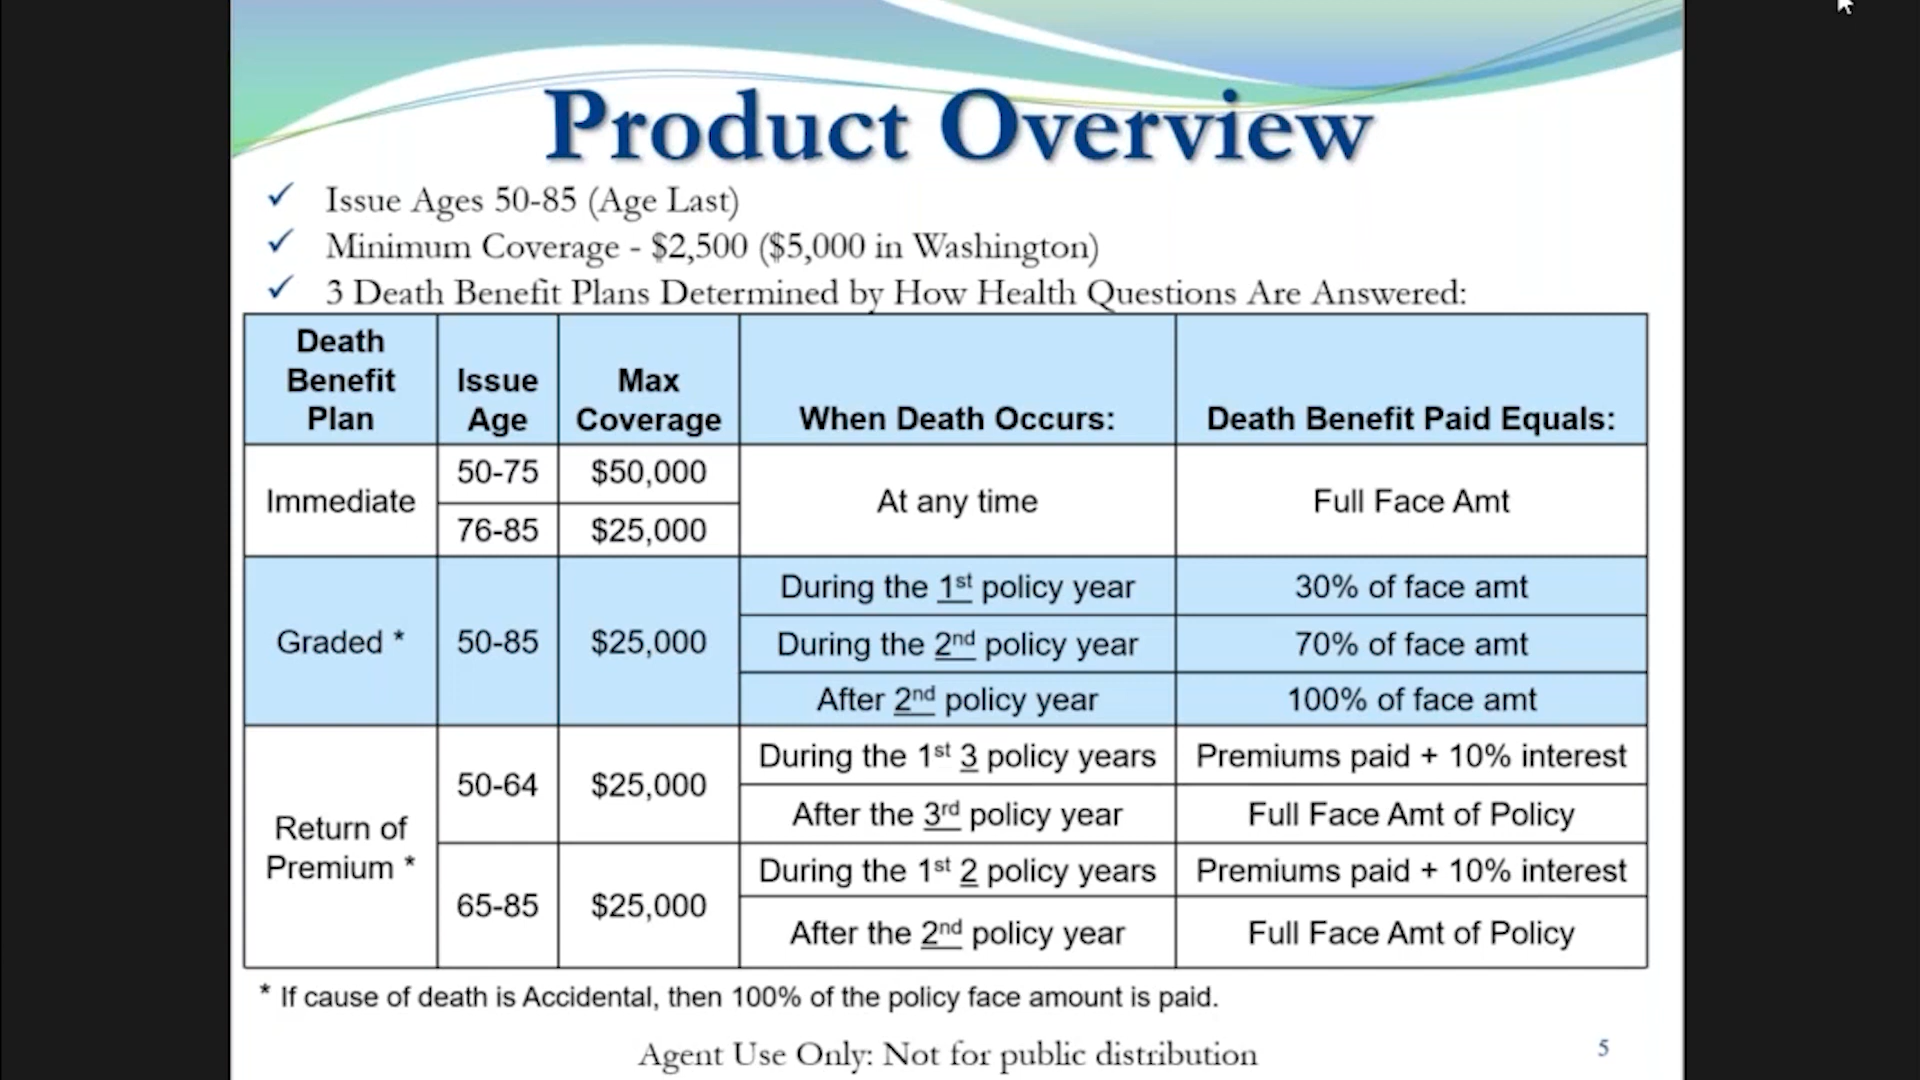 Product Overview
✓ Issue Ages 50-85 (Age Last)
✓ Minimum Coverage - $2,500 ($5,000 in Washington)
✓ 3 Death Benefit Plans Determined by How Health Questions Are Answered:
Death
Benefit
Plan
Issue
Age
Max
Coverage
When Death Occurs:
Death Benefit Paid Equals:
Immediate
50-75
$50,000
76-85
$25,000
At any time
Full Face Amt
Graded *
50-85
$25,000
During the 1st policy year
30% of face amt
During the 2nd policy year
70% of face amt
After 2nd policy year
100% of face amt
Return of
Premium *
50-64
$25,000
During the 1st 3 policy years
Premiums paid + 10% interest
After the 3rd policy year
Full Face Amt of Policy
65-85
$25,000
During the 1st 2 policy years
Premiums paid + 10% interest
After the 2nd policy year
Full Face Amt of Policy
* If cause of death is Accidental, then 100% of the policy face amount is paid.
Agent Use Only: Not for public distribution
5